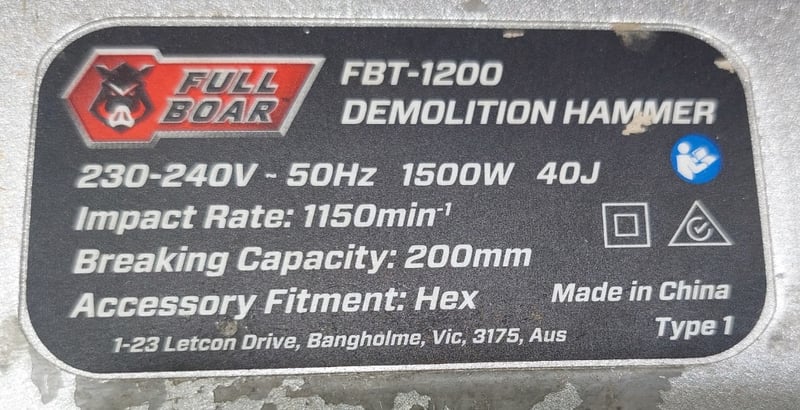 FULL
BOAR
FBT-1200
DEMOLITION HAMMER
230-240V ~ 50Hz 1500W 40J
Impact Rate: 1150min⁻¹
Breaking Capacity: 200mm
Accessory Fitment: Hex
Made in China
Type 1
1-23 Letcon Drive, Bangholme, Vic, 3175, Aus